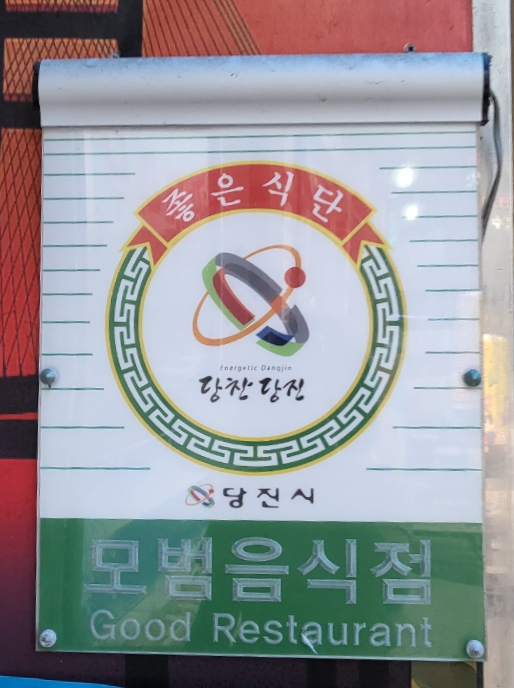 좋은식단
Energetic Dangjin
당찬당진
당진시
모범음식점
Good Restaurant